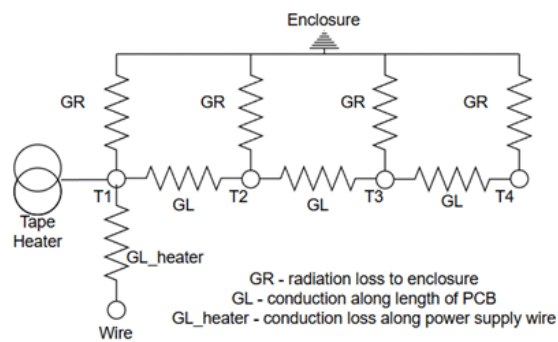 Enclosure
GR
GR
GR
GR
T1
T2
T3
T4
GL
GL
GL
Tape
Heater
GL_heater
Wire
GR - radiation loss to enclosure
GL - conduction along length of PCB
GL_heater - conduction loss along power supply wire